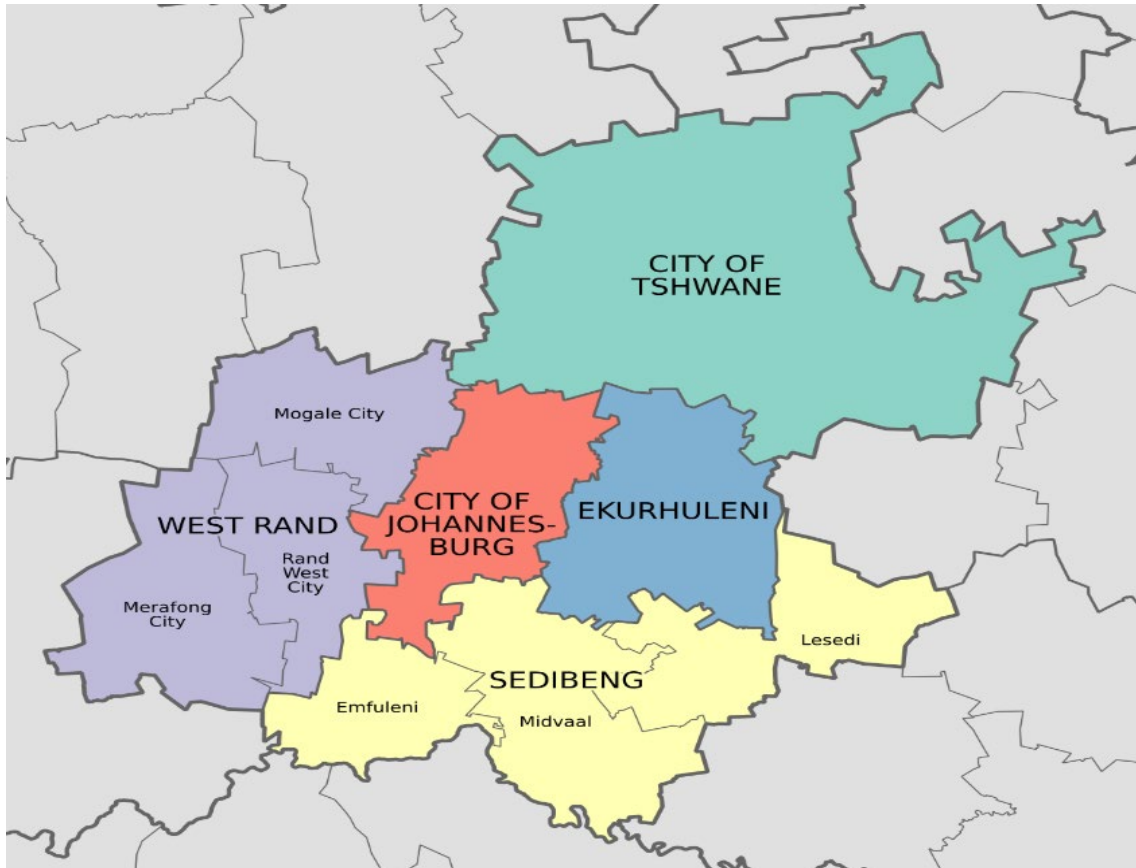 CITY OF
TSHWANE
Mogale City
CITY OF
JOHANNES-
BURG
EKURHULENI
WEST RAND
Rand
West
City
Merafong
City
Lesedi
SEDIBENG
Emfuleni
Midvaal